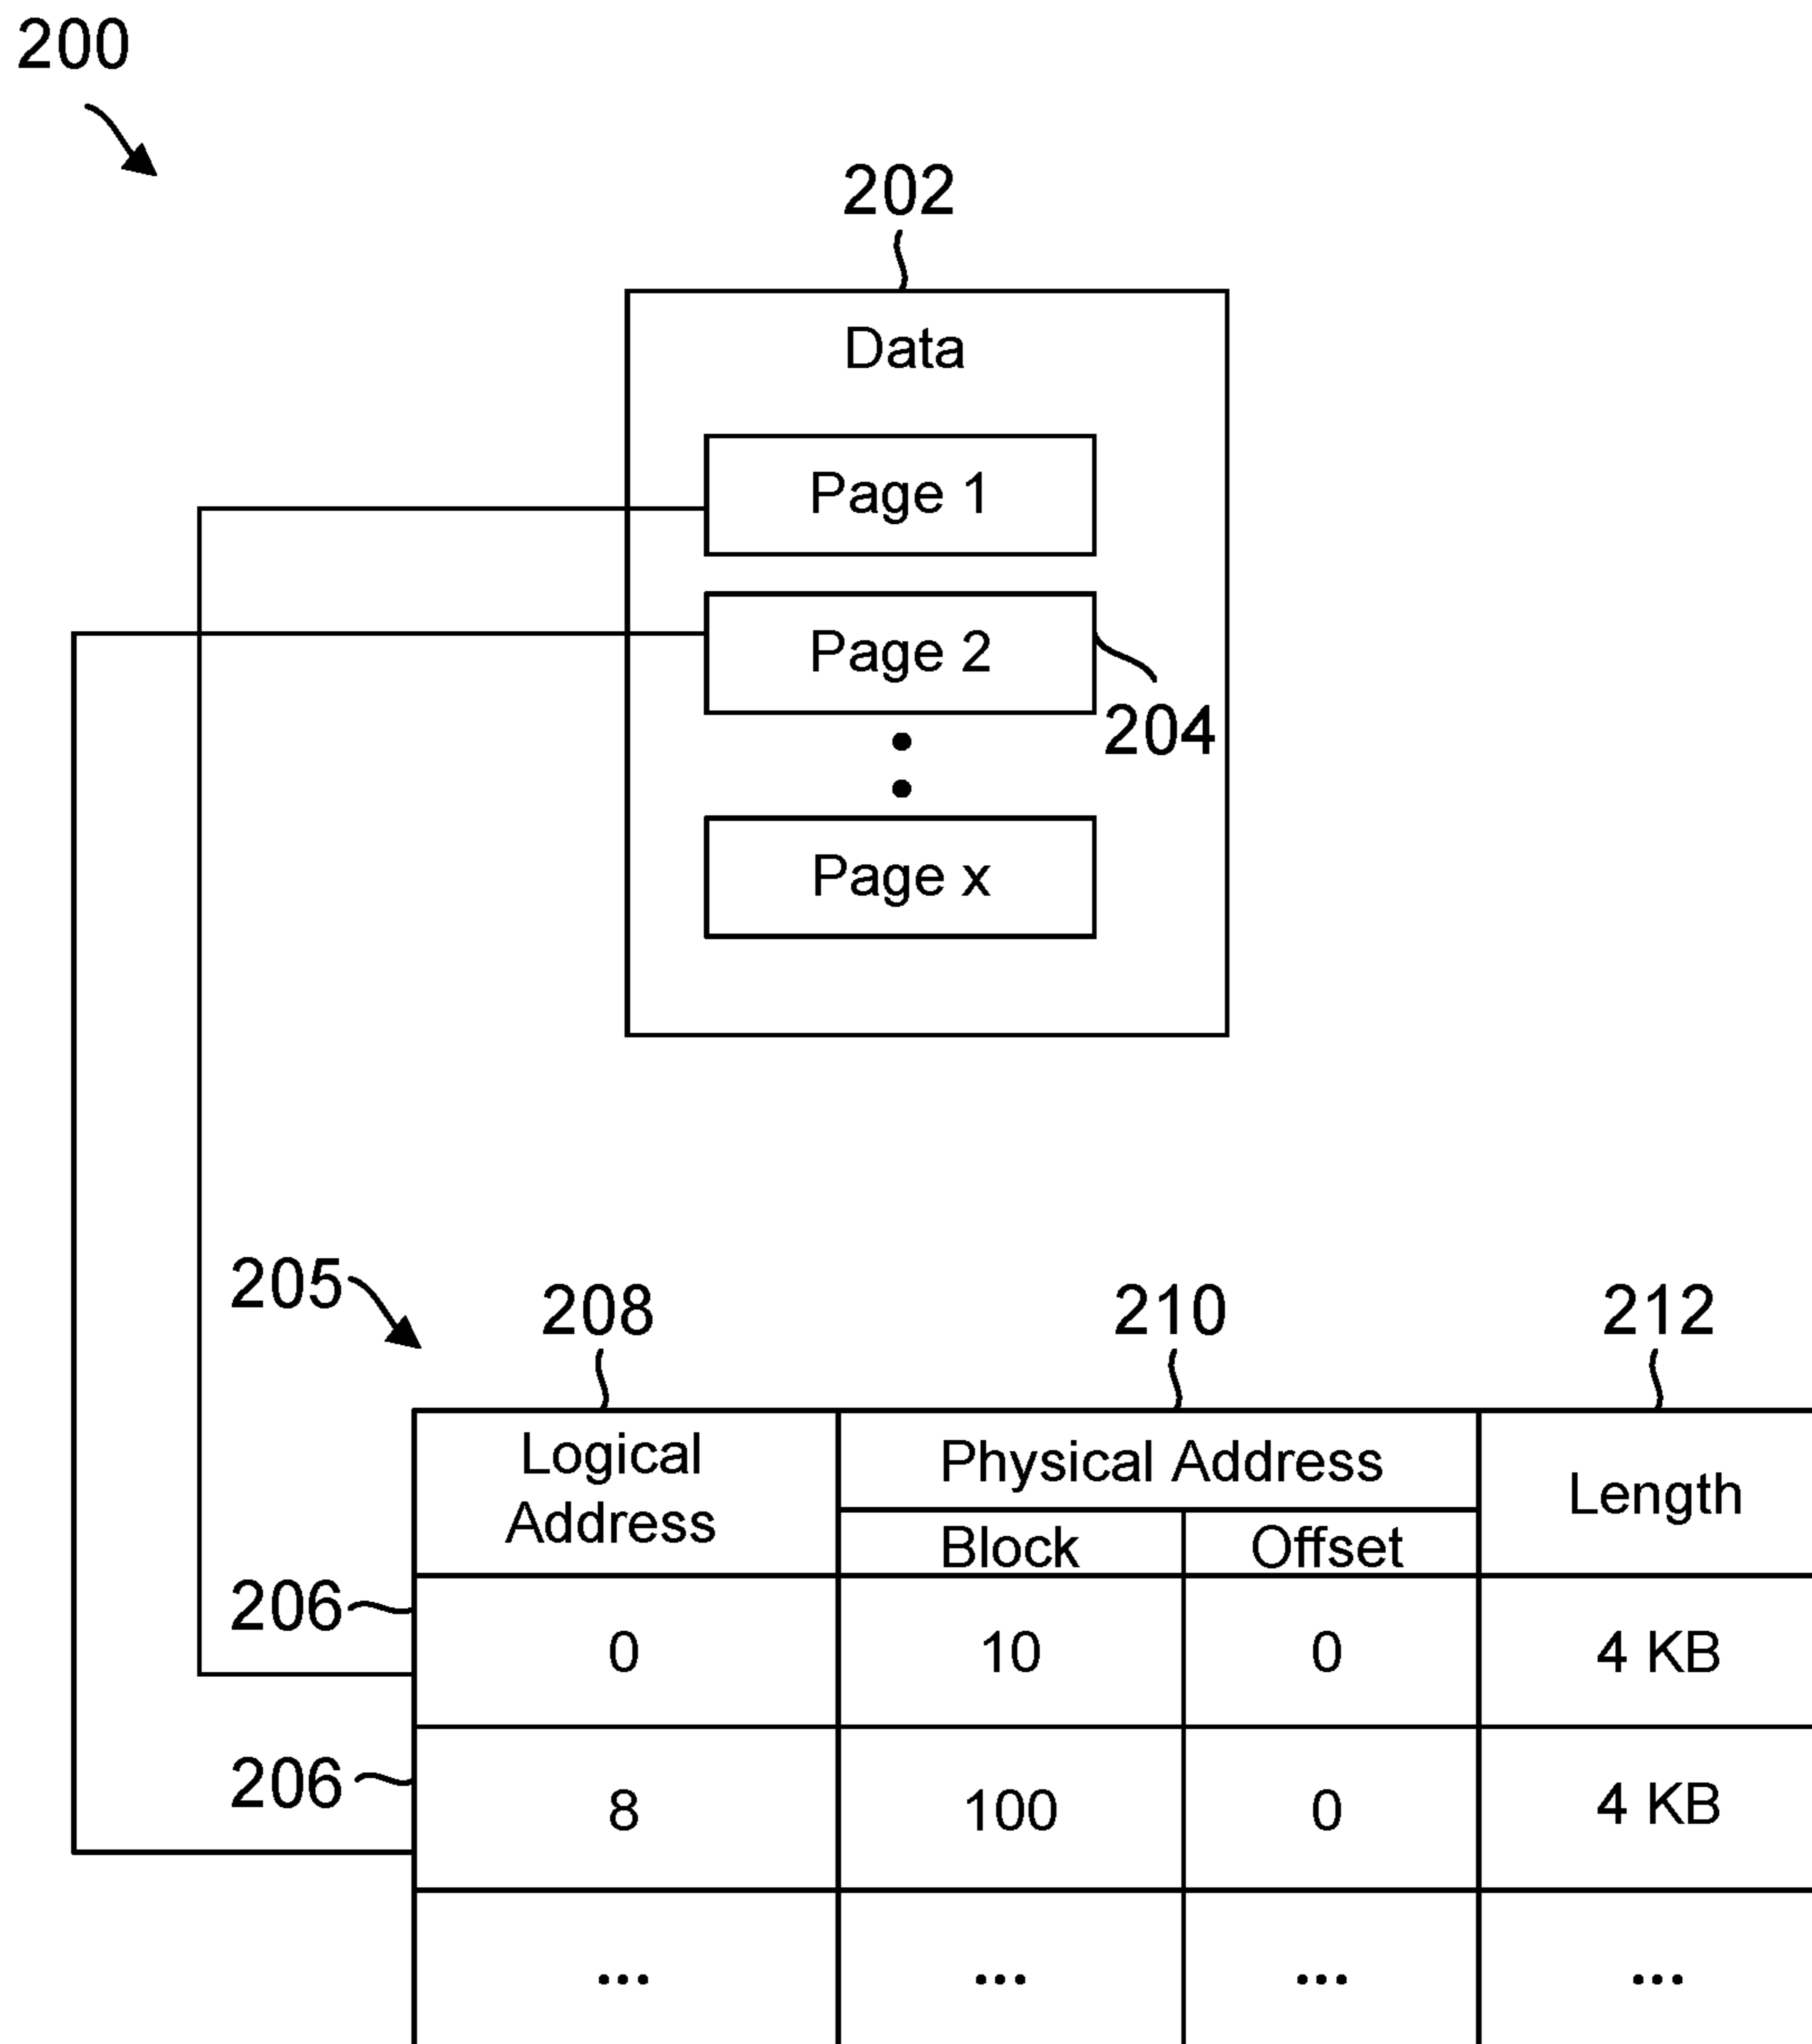 200
202
Data
Page 1
Page 2
204
Page x
205
208
210
212
Logical
Address
Physical Address
Length
Block
Offset
206
0
10
0
4 KB
206
8
100
0
4 KB
...
...
...
...